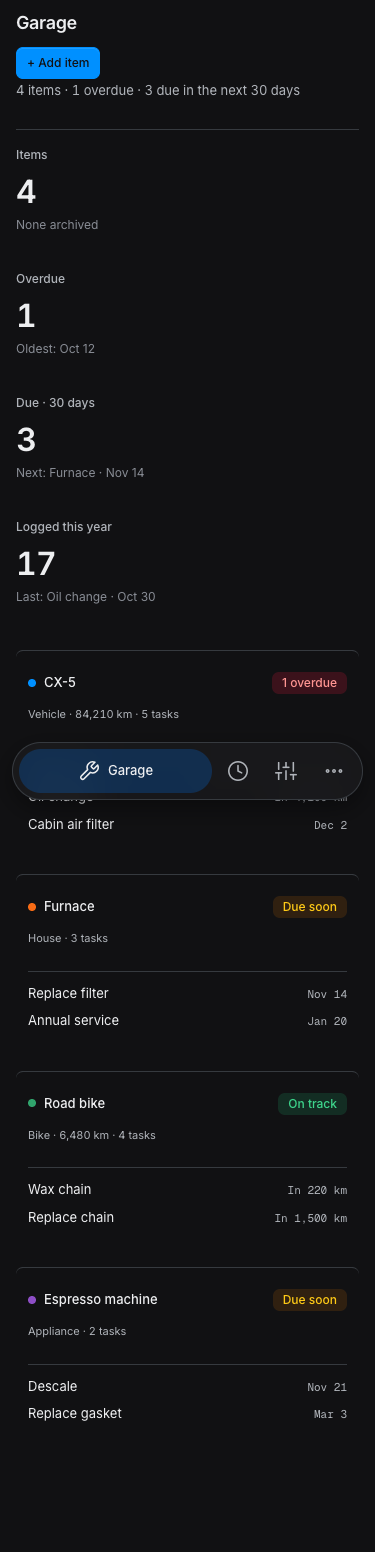 Garage
+ Add item
4 items · 1 overdue · 3 due in the next 30 days
Items
4
None archived
Overdue
1
Oldest: Oct 12
Due · 30 days
3
Next: Furnace · Nov 14
Logged this year
17
Last: Oil change · Oct 30
CX-5 1 overdue
Vehicle · 84,210 km · 5 tasks
Garage
Oil change
Cabin air filter Dec 2
Furnace Due soon
House · 3 tasks
Replace filter Nov 14
Annual service Jan 20
Road bike On track
Bike · 6,480 km · 4 tasks
Wax chain In 220 km
Replace chain In 1,500 km
Espresso machine Due soon
Appliance · 2 tasks
Descale Nov 21
Replace gasket Mar 3